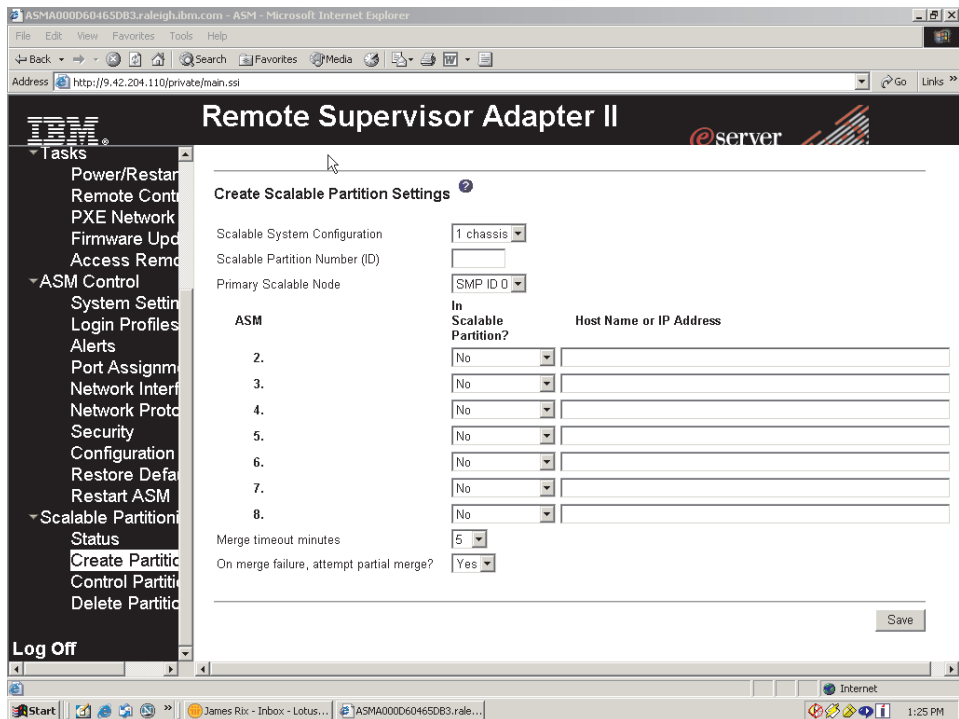 ASMA000D60465DB3.raleigh.ibm.com - ASM - Microsoft Internet Explorer
File Edit View Favorites Tools Help
Back Search Favorites Media
Address http://9.42.204.110/private/main.ssi Go Links »
IBM® Remote Supervisor Adapter II eserver
Tasks
Power/Restar
Remote Contr
PXE Network
Firmware Upd
Access Remo
ASM Control
System Settin
Login Profiles
Alerts
Port Assignm
Network Interf
Network Proto
Security
Configuration
Restore Defau
Restart ASM
Scalable Partitioni
Status
Create Partitic
Control Partitic
Delete Partitic
Log Off
Create Scalable Partition Settings ?
Scalable System Configuration 1 chassis
Scalable Partition Number (ID)
Primary Scalable Node SMP ID 0
ASM In Scalable Partition? Host Name or IP Address
2. No
3. No
4. No
5. No
6. No
7. No
8. No
Merge timeout minutes 5
On merge failure, attempt partial merge? Yes
Save
Internet
Start » James Rix - Inbox - Lotus... ASMA000D60465DB3.rale... 1:25 PM